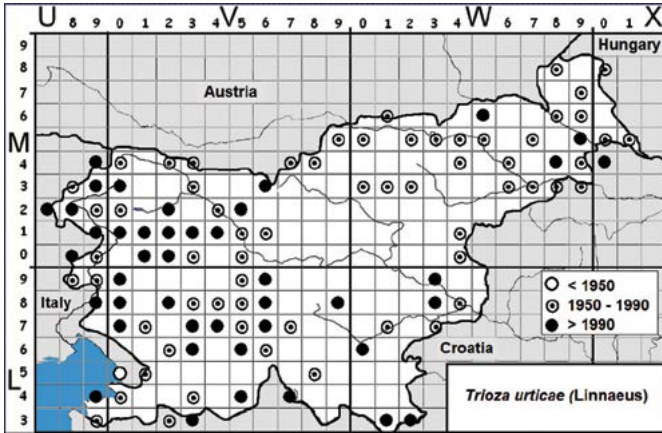 U 8 9 0 1 2 3 V 5 6 7 8 9 0 1 2 3 4 W 6 7 8 9 0 1 X
9
Hungary
8
Austria
7
6
5
M
4
3
2
1
0
9
< 1950
Italy
8
1950 - 1990
> 1990
7
Croatia
6
5
L
Trioza urticae (Linnaeus)
4
3